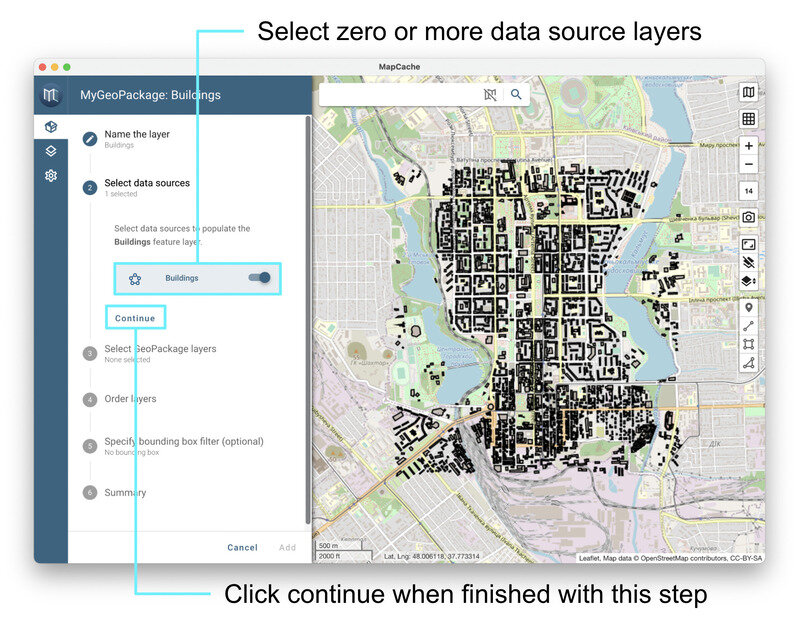 Select zero or more data source layers
MapCache
MyGeoPackage: Buildings
Name the layer
Buildings
2
Select data sources
1 selected
Select data sources to populate the
Buildings feature layer.
Buildings
Continue
3
Select GeoPackage layers
None selected
4
Order layers
5
Specify bounding box filter (optional)
No bounding box
6
Summary
Cancel
Add
14
500 m
2000 ft
Lat, Lng: 48.006118, 37.773314
Leaflet, Map data © OpenStreetMap contributors, CC-BY-SA
Click continue when finished with this step